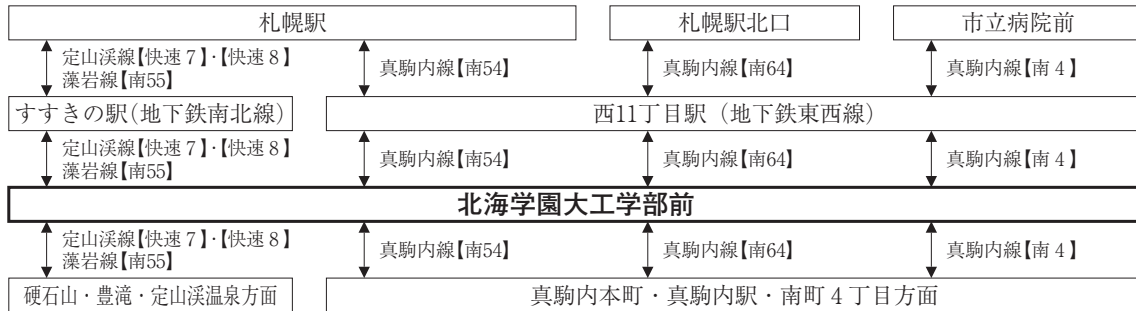 札幌駅
札幌駅北口
市立病院前
定山渓線【快速7】・【快速8】
藻岩線【南55】
真駒内線【南54】
真駒内線【南64】
真駒内線【南4】
すすきの駅(地下鉄南北線)
西11丁目駅(地下鉄東西線)
定山渓線【快速7】・【快速8】
藻岩線【南55】
真駒内線【南54】
真駒内線【南64】
真駒内線【南4】
北海学園大工学部前
定山渓線【快速7】・【快速8】
藻岩線【南55】
真駒内線【南54】
真駒内線【南64】
真駒内線【南4】
硬石山・豊滝・定山渓温泉方面
真駒内本町・真駒内駅・南町4丁目方面